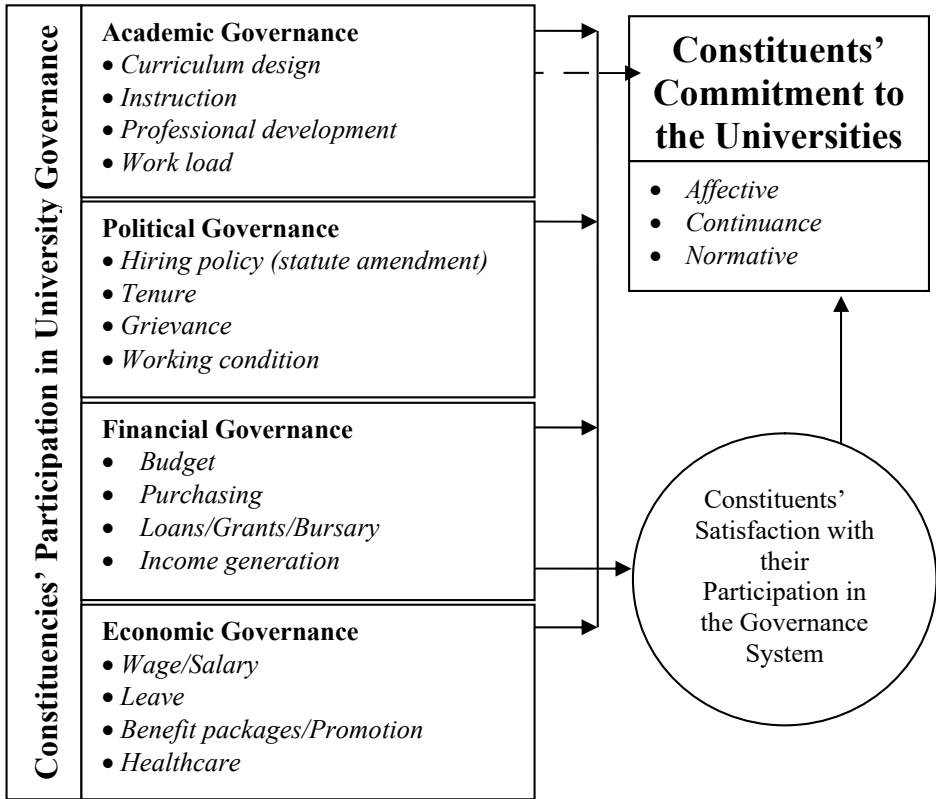 Constituencies’ Participation in University Governance
Academic Governance
• Curriculum design
• Instruction
• Professional development
• Work load
Political Governance
• Hiring policy (statute amendment)
• Tenure
• Grievance
• Working condition
Financial Governance
• Budget
• Purchasing
• Loans/Grants/Bursary
• Income generation
Economic Governance
• Wage/Salary
• Leave
• Benefit packages/Promotion
• Healthcare
Constituents’
Commitment to
the Universities
• Affective
• Continuance
• Normative
Constituents’
Satisfaction with
their
Participation in
the Governance
System